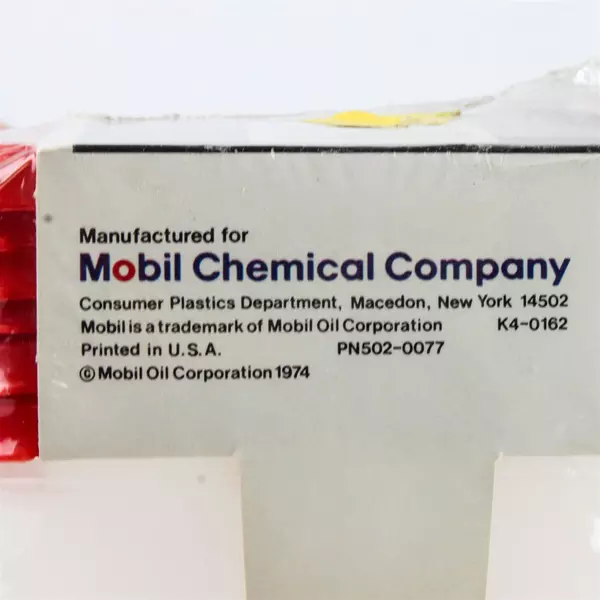 Manufactured for
Mobil Chemical Company
Consumer Plastics Department, Macedon, New York 14502
Mobil is a trademark of Mobil Oil Corporation K4-0162
Printed in U.S.A. PN502-0077
© Mobil Oil Corporation 1974